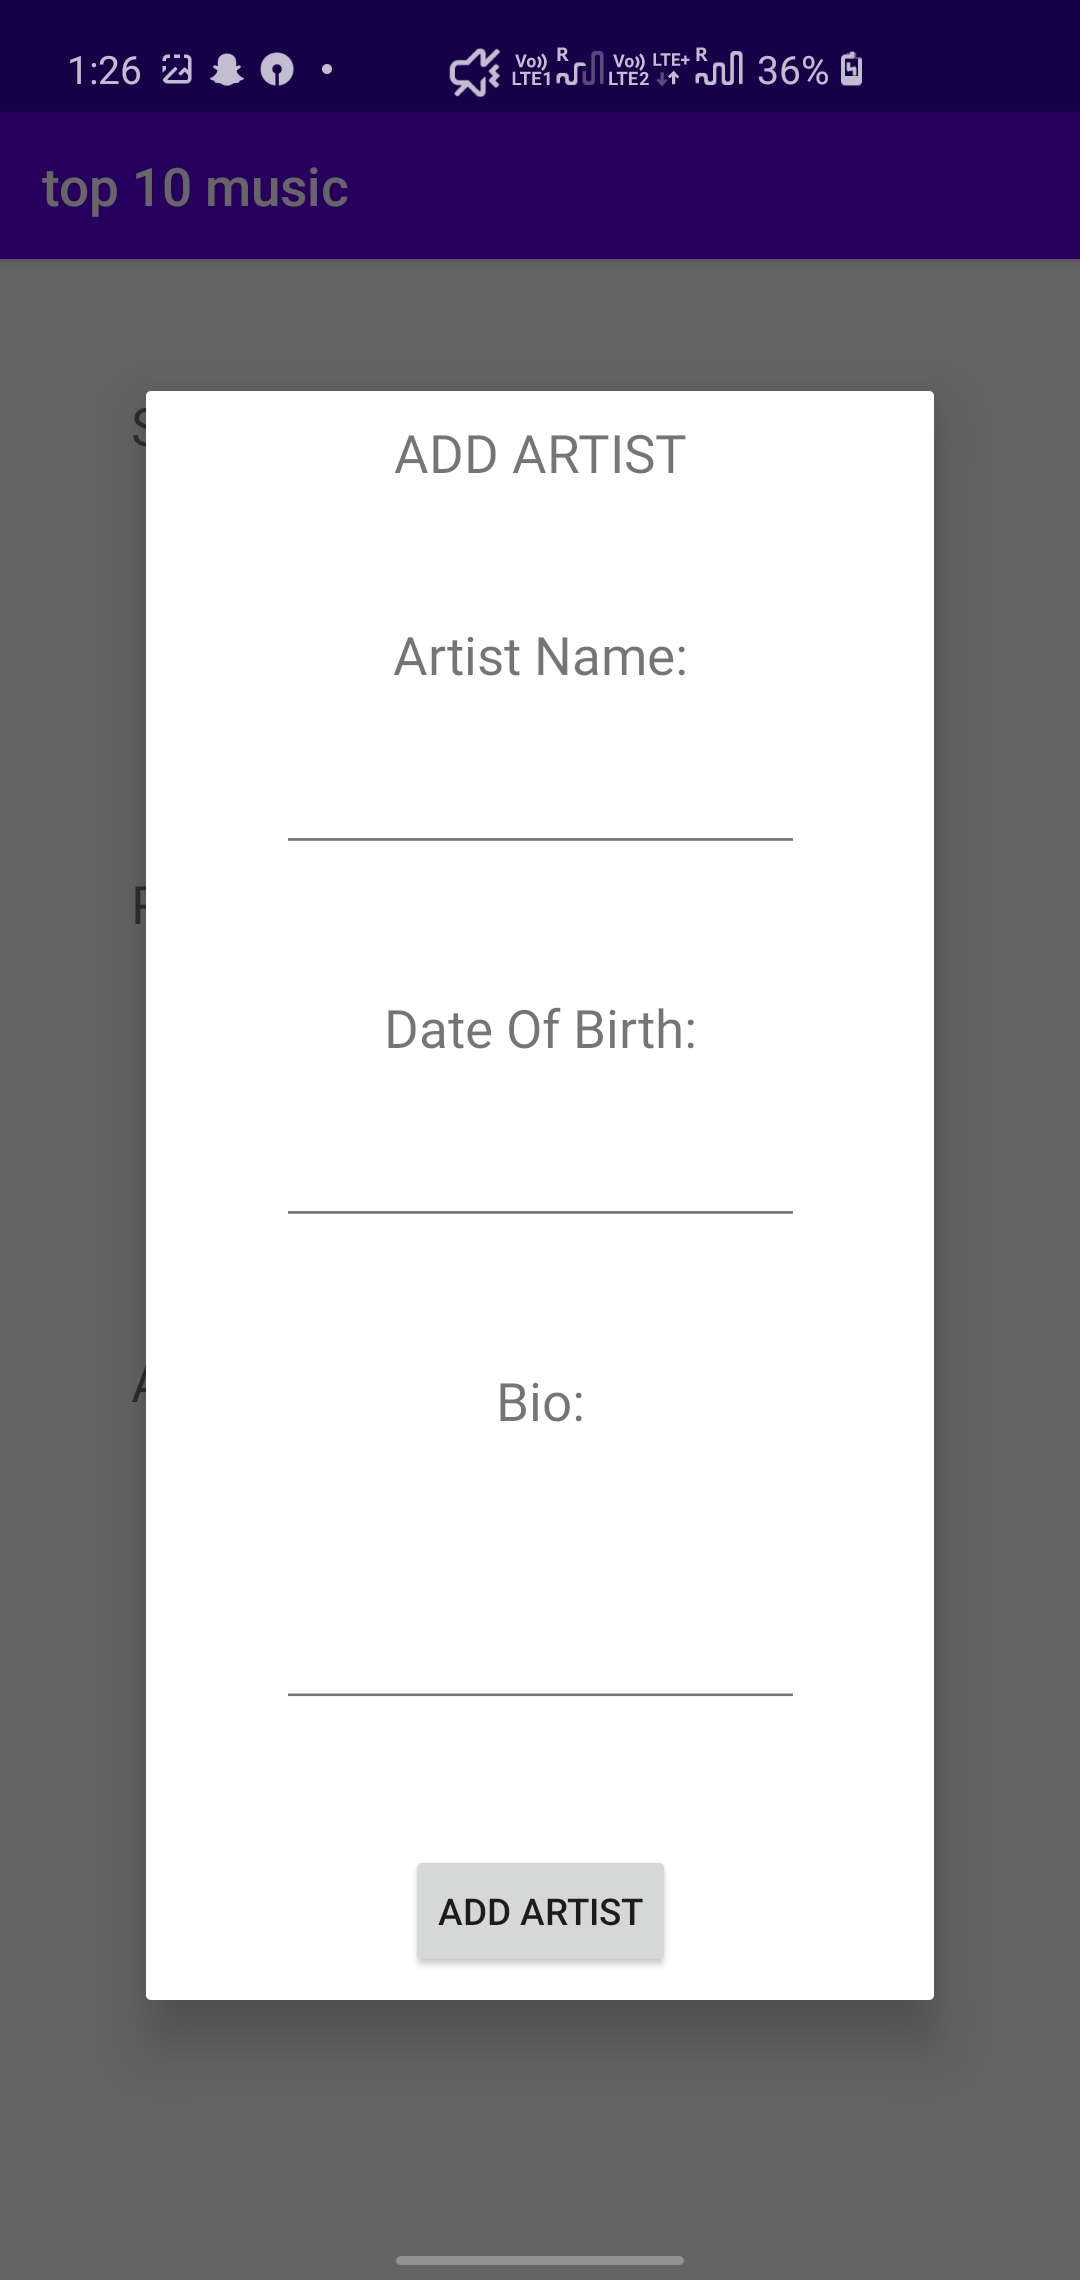 1:26 Vo)) LTE1 R Vo)) LTE2 LTE+ R 36%
top 10 music
S
ADD ARTIST
Artist Name:
Date Of Birth:
Bio:
ADD ARTIST